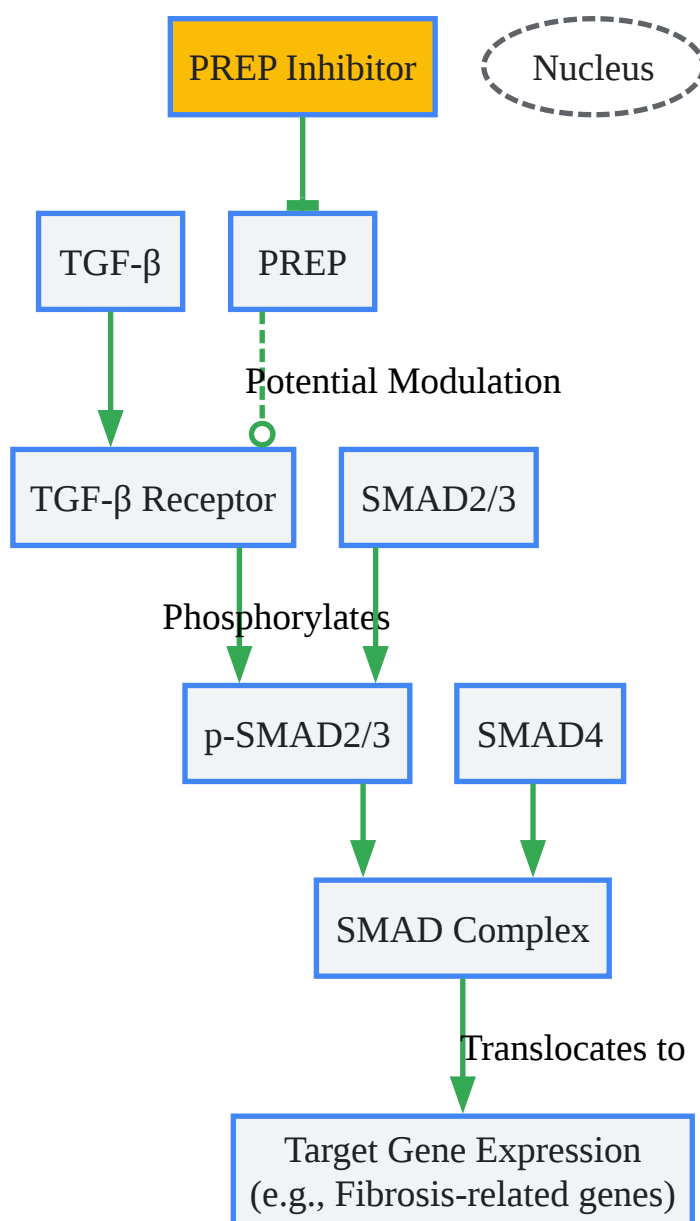 PREP Inhibitor
Nucleus
TGF-β
PREP
Potential Modulation
TGF-β Receptor
SMAD2/3
Phosphorylates
p-SMAD2/3
SMAD4
SMAD Complex
Translocates to
Target Gene Expression
(e.g., Fibrosis-related genes)